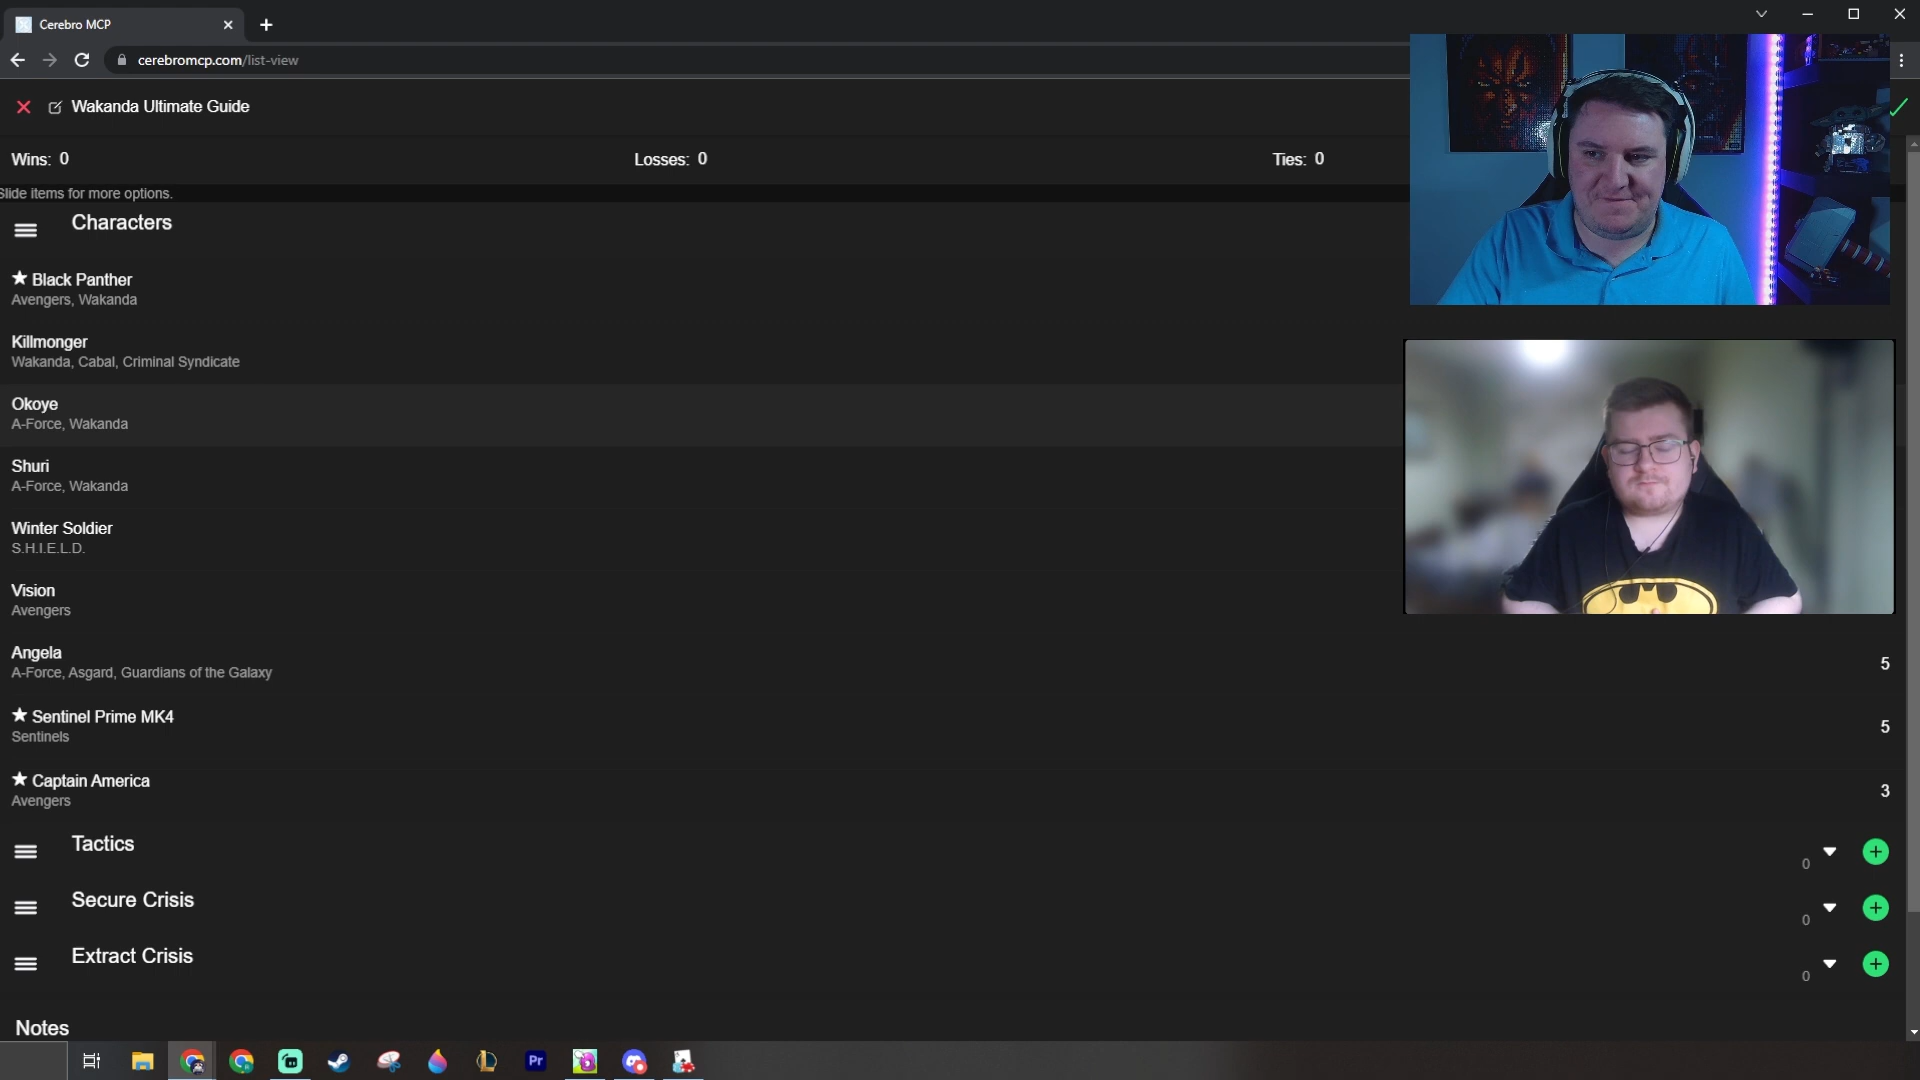 Cerebro MCP
cerebromcp.com/list-view
Wakanda Ultimate Guide
Wins: 0
Losses: 0
Ties: 0
Slide items for more options.
Characters
Black Panther
Avengers, Wakanda
Killmonger
Wakanda, Cabal, Criminal Syndicate
Okoye
A-Force, Wakanda
Shuri
A-Force, Wakanda
Winter Soldier
S.H.I.E.L.D.
Vision
Avengers
Angela
A-Force, Asgard, Guardians of the Galaxy
5
Sentinel Prime MK4
Sentinels
5
Captain America
Avengers
3
Tactics
0
Secure Crisis
0
Extract Crisis
0
Notes
Pr